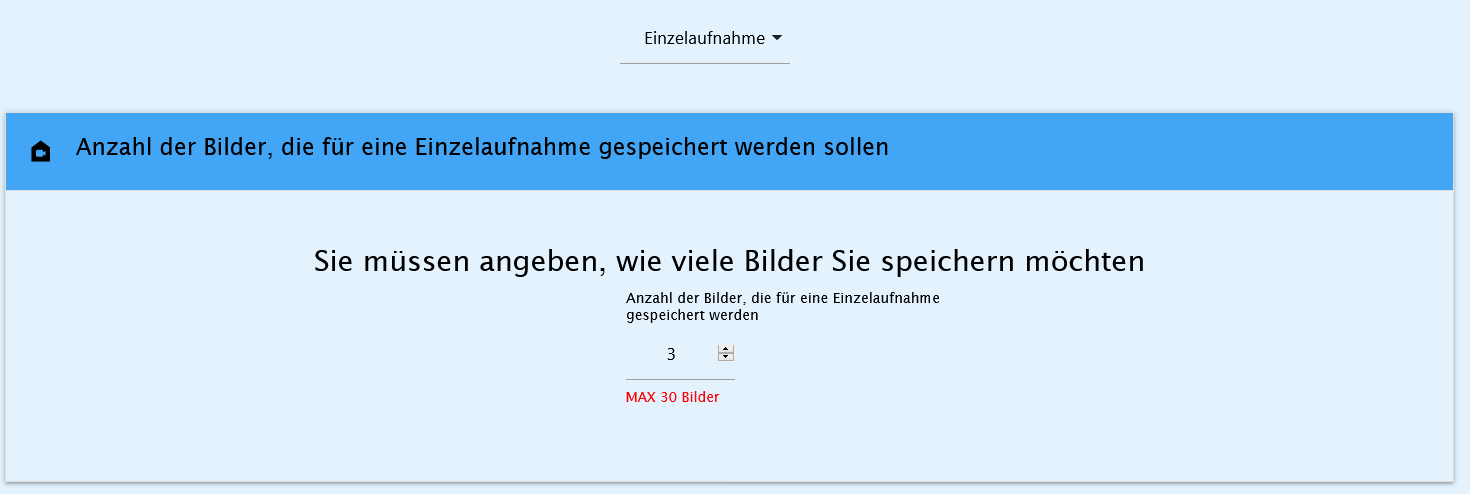 Einzelaufnahme
Anzahl der Bilder, die für eine Einzelaufnahme gespeichert werden sollen
Sie müssen angeben, wie viele Bilder Sie speichern möchten
Anzahl der Bilder, die für eine Einzelaufnahme
gespeichert werden
3
MAX 30 Bilder